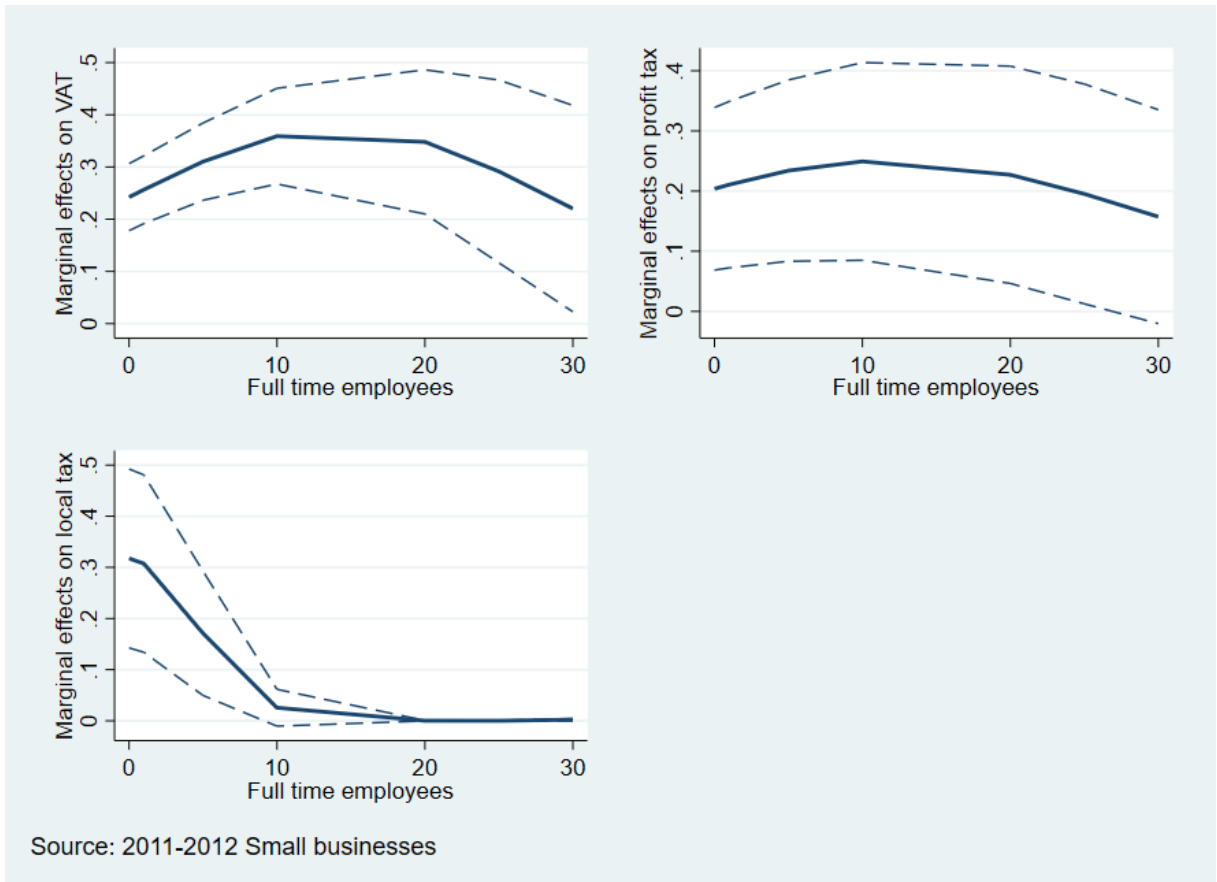 Marginal effects on VAT
.5
.4
.3
.2
.1
0
0 10 20 30
Full time employees
Marginal effects on profit tax
.4
.3
.2
.1
0
0 10 20 30
Full time employees
Marginal effects on local tax
.5
.4
.3
.2
.1
0
0 10 20 30
Full time employees
Source: 2011-2012 Small businesses